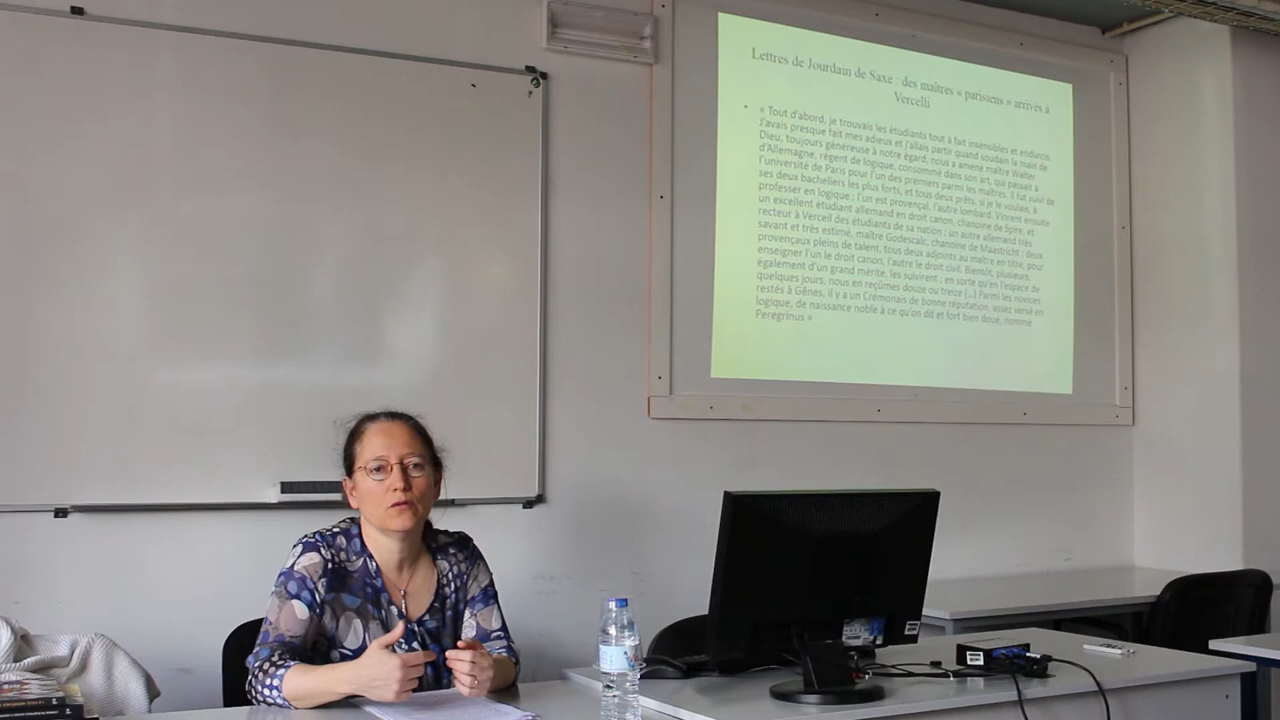 Lettres de Jourdain de Saxe : des maîtres « parisiens » arrivés à
Vercelli
• « Tout d'abord, je trouvais les étudiants tout à fait insensibles et endurcis.
J'avais presque fait mes adieux et j'allais partir quand soudain la main de
Dieu, toujours généreuse à notre égard, nous a amené maître Walter
d'Allemagne, régent de logique, consommé dans son art, qui passait à
l'université de Paris pour l'un des premiers parmi les maîtres. Il fut suivi de
ses deux bacheliers les plus forts, et tous deux prêts, si je le voulais, à
professer en logique : l'un est provençal, l'autre lombard. Vinrent ensuite
un excellent étudiant allemand en droit canon, chanoine de Spire, et
recteur à Verceil des étudiants de sa nation ; un autre allemand très
savant et très estimé, maître Godescalc, chanoine de Maastricht ; deux
provençaux pleins de talent, tous deux adjoints au maître en titre, pour
enseigner l'un le droit canon, l'autre le droit civil. Bientôt, plusieurs,
également d'un grand mérite, les suivirent ; en sorte qu'en l'espace de
quelques jours, nous en reçûmes douze ou treize (…) Parmi les novices
restés à Gênes, il y a un Crémonais de bonne réputation, assez versé en
logique, de naissance noble à ce qu'on dit et fort bien doué, nommé
Peregrinus »